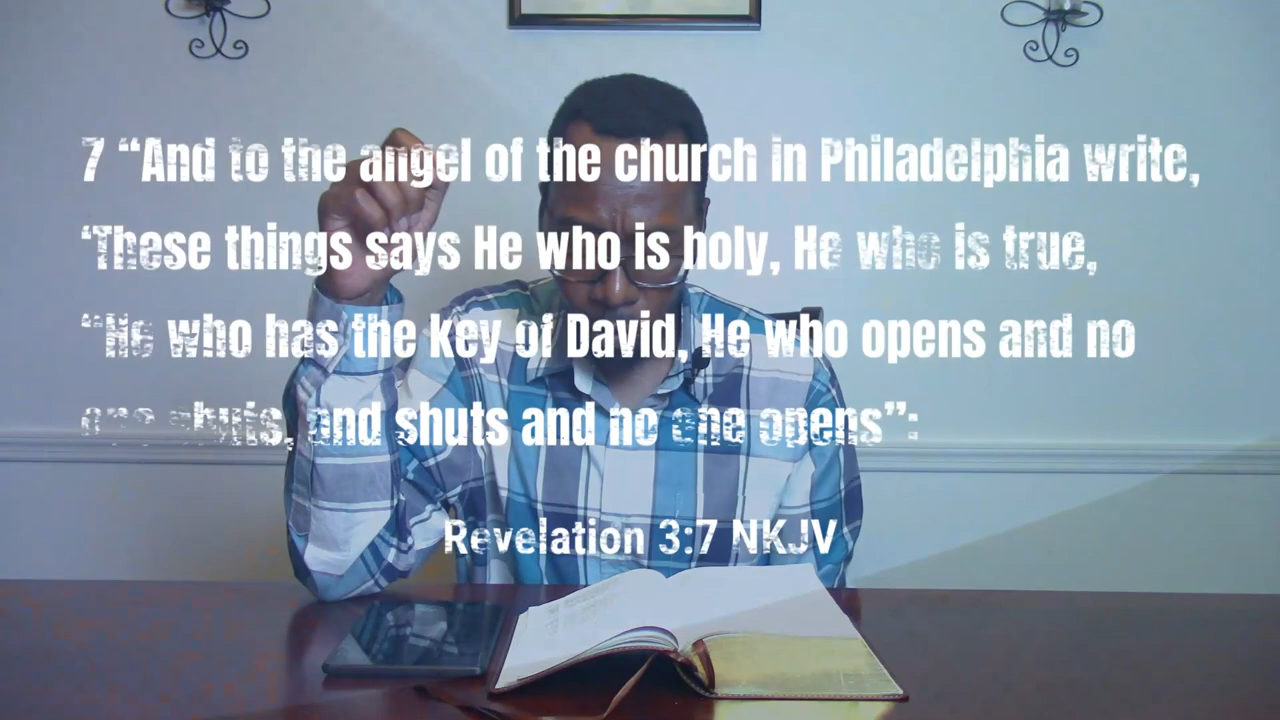 7 “And to the angel of the church in Philadelphia write,
‘These things says He who is holy, He who is true,
“He who has the key of David, He who opens and no
one shuts, and shuts and no one opens”:
Revelation 3:7 NKJV